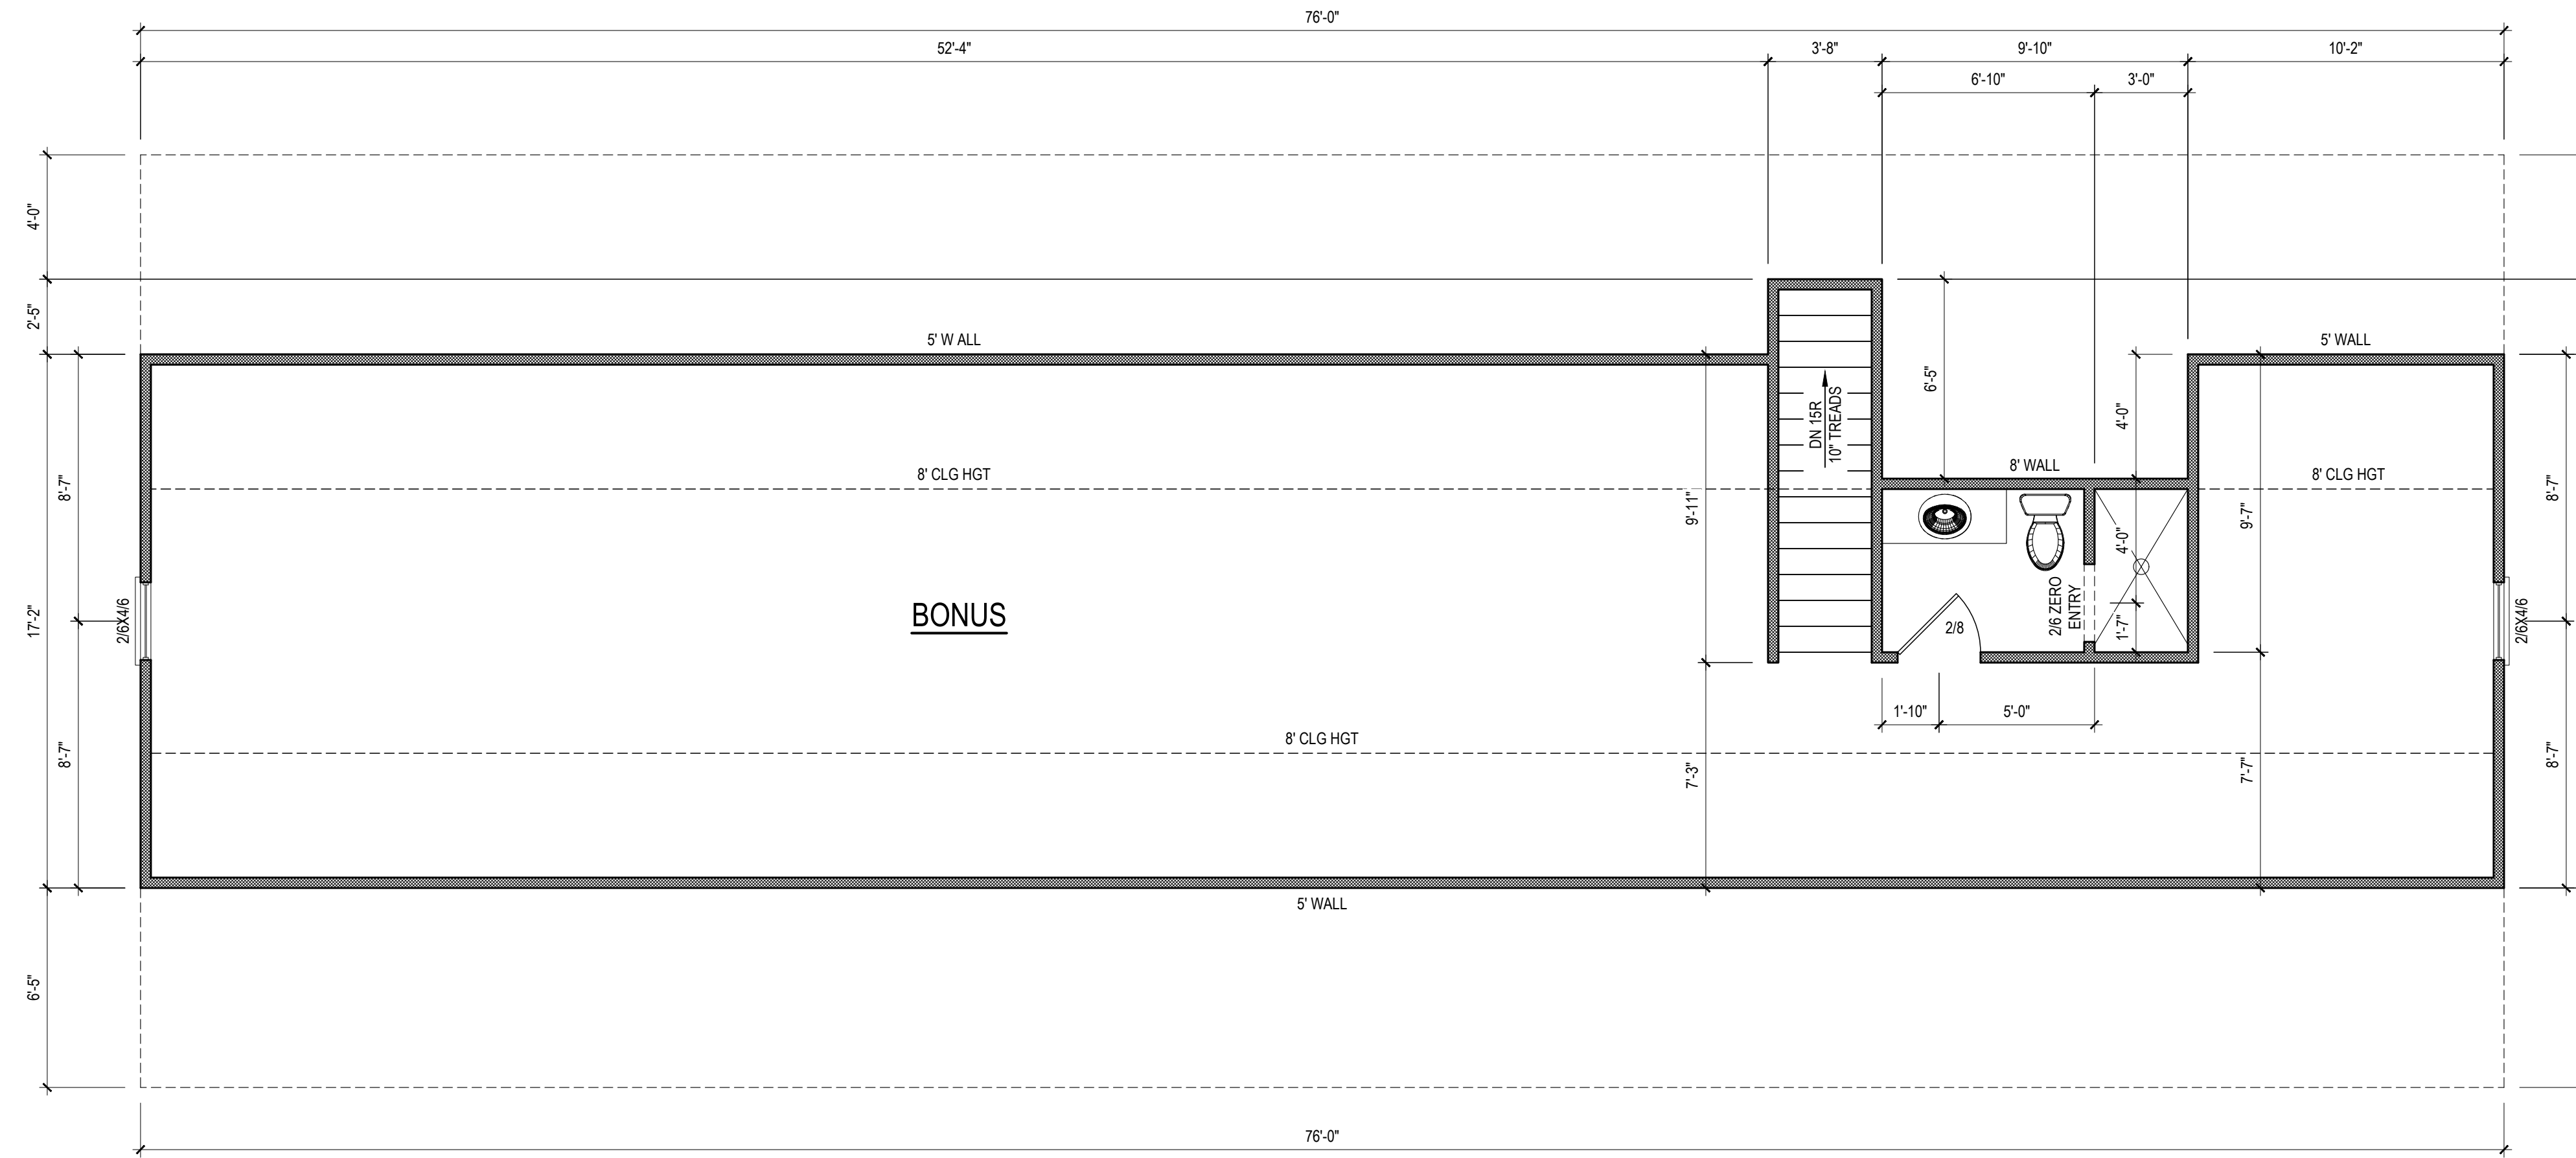 76'-0"
52'-4"
3'-8"
9'-10"
10'-2"
6'-10"
3'-0"
4'-0"
2'-5"
5' W ALL
5' WALL
6'-5"
4'-0"
DN 15R
10" TREADS
8' CLG HGT
8' WALL
8' CLG HGT
8'-7"
9'-11"
4'-0"
9'-7"
8'-7"
17'-2"
2/6X4/6
BONUS
2/8
2/6 ZERO
ENTRY
1'-7"
2/6X4/6
1'-10"
5'-0"
8' CLG HGT
8'-7"
7'-3"
7'-7"
8'-7"
5' WALL
6'-5"
76'-0"